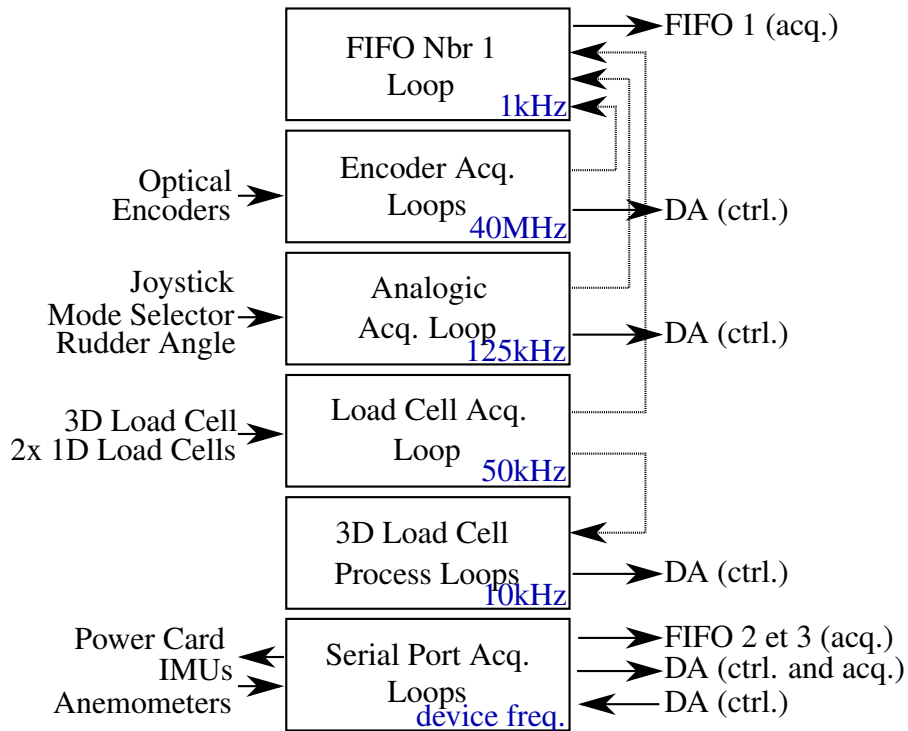 FIFO Nbr 1
Loop
1kHz
FIFO 1 (acq.)
Optical
Encoders
Encoder Acq.
Loops
40MHz
DA (ctrl.)
Joystick
Mode Selector
Rudder Angle
Analogic
Acq. Loop
125kHz
DA (ctrl.)
3D Load Cell
2x 1D Load Cells
Load Cell Acq.
Loop
50kHz
3D Load Cell
Process Loops
10kHz
DA (ctrl.)
Power Card
IMUs
Anemometers
Serial Port Acq.
Loops
device freq.
FIFO 2 et 3 (acq.)
DA (ctrl. and acq.)
DA (ctrl.)